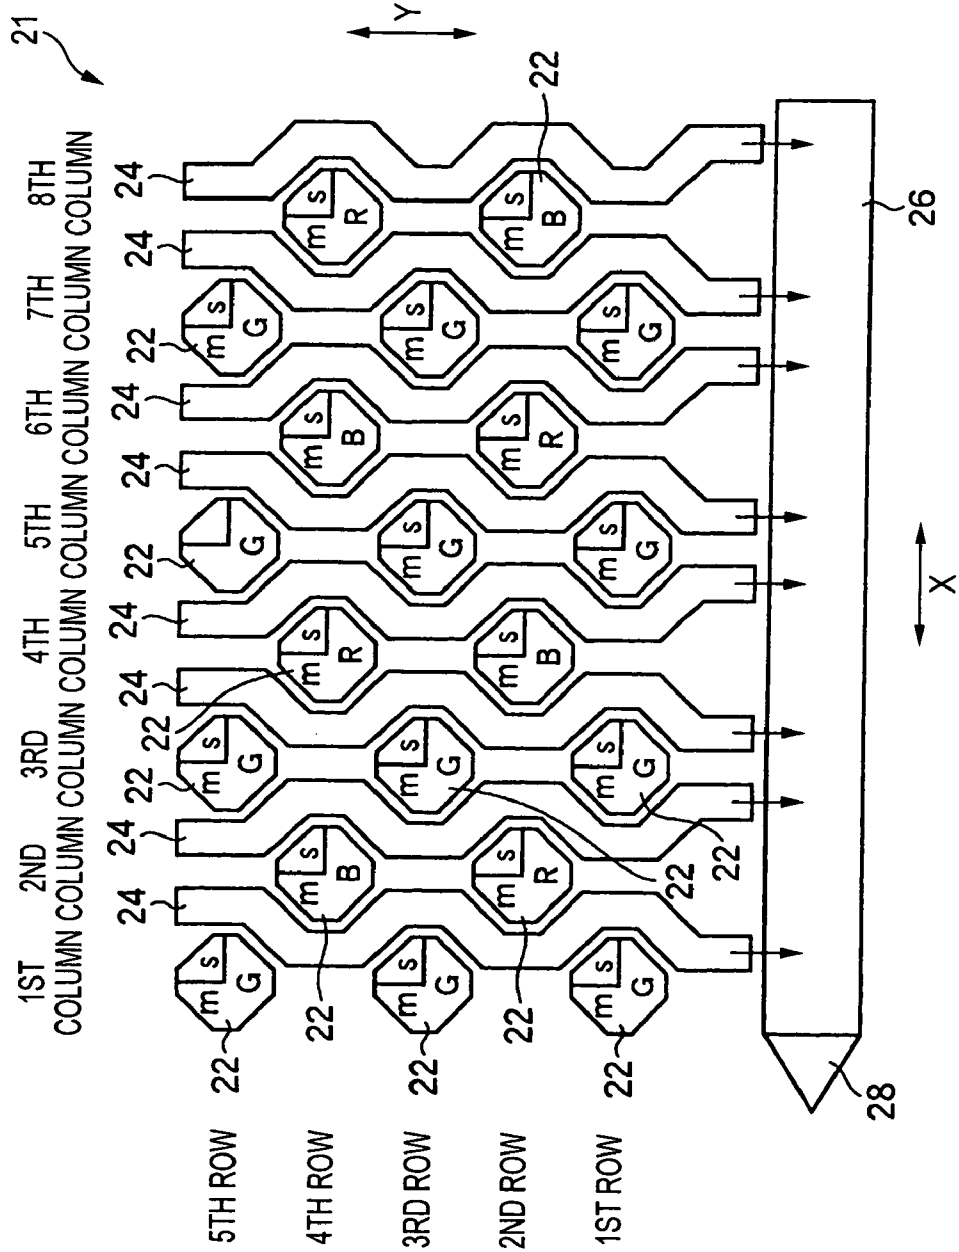 21
1ST 2ND 3RD 4TH 5TH 6TH 7TH 8TH
COLUMN COLUMN COLUMN COLUMN COLUMN COLUMN COLUMN COLUMN
24 24 24 24 24 24 24 24
22 22 22
5TH ROW
22
m s m s m s
G G G G
22
4TH ROW
22
m s m s m s m s
B R B R
Y
3RD ROW
22
m s m s m s m s
G G G G
2ND ROW
22
m s m s m s m s
R B R B
22
1ST ROW
22
m s m s m s m s
G G G G
22
22
28
26
X